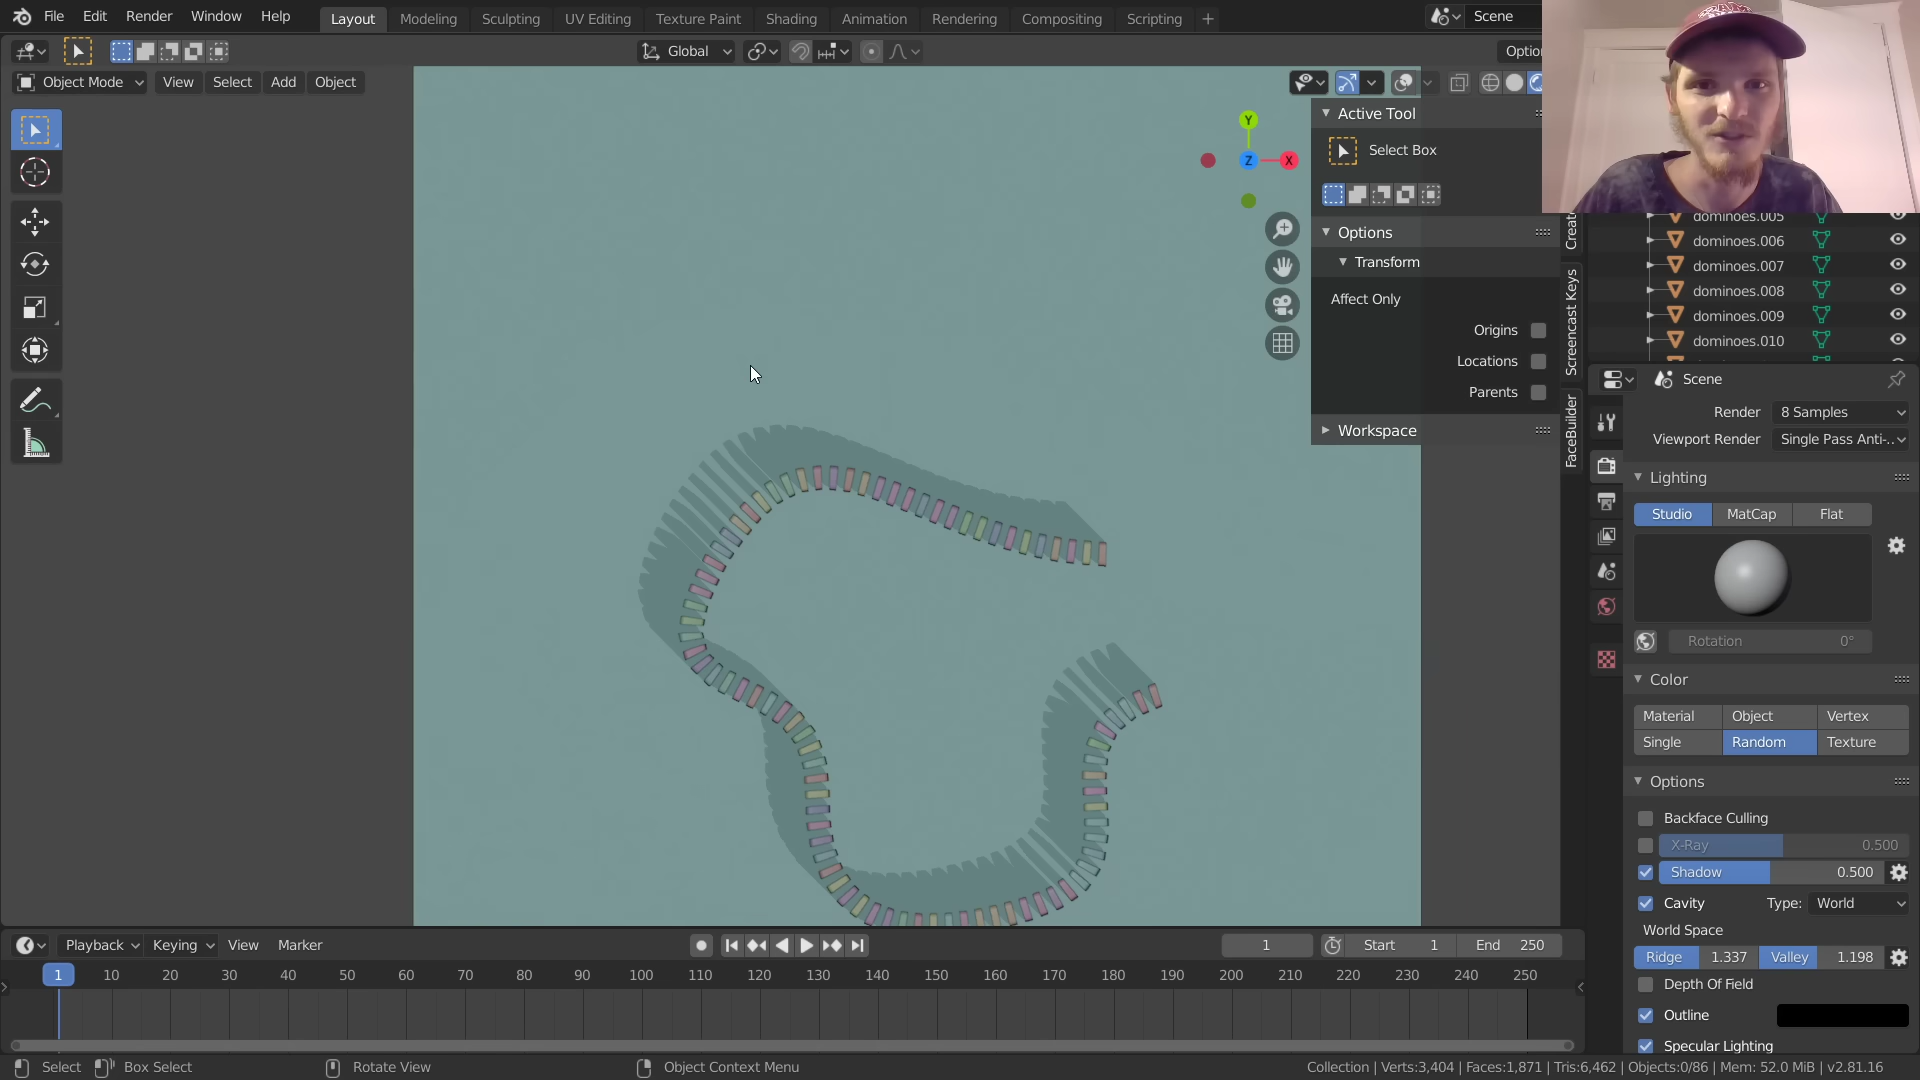 File Edit Render Window Help Layout Modeling Sculpting UV Editing Texture Paint Shading Animation Rendering Compositing Scripting + Scene
Global Optio
Object Mode View Select Add Object
Active Tool
Select Box
Options
Transform
Affect Only
Origins
Locations
Parents
Workspace
Y
Z
X
Create
Screencast Keys
FaceBuilder
dominoes.005
dominoes.006
dominoes.007
dominoes.008
dominoes.009
dominoes.010
Scene
Render 8 Samples
Viewport Render Single Pass Anti-..
Lighting
Studio MatCap Flat
Rotation 0°
Color
Material Object Vertex
Single Random Texture
Options
Backface Culling
X-Ray 0.500
Shadow 0.500
Cavity Type: World
World Space
Ridge 1.337 Valley 1.198
Depth Of Field
Outline
Specular Lighting
Playback Keying View Marker 1 Start 1 End 250
1 10 20 30 40 50 60 70 80 90 100 110 120 130 140 150 160 170 180 190 200 210 220 230 240 250
Select Box Select Rotate View Object Context Menu Collection | Verts:3,404 | Faces:1,871 | Tris:6,462 | Objects:0/86 | Mem: 52.0 MiB | v2.81.16